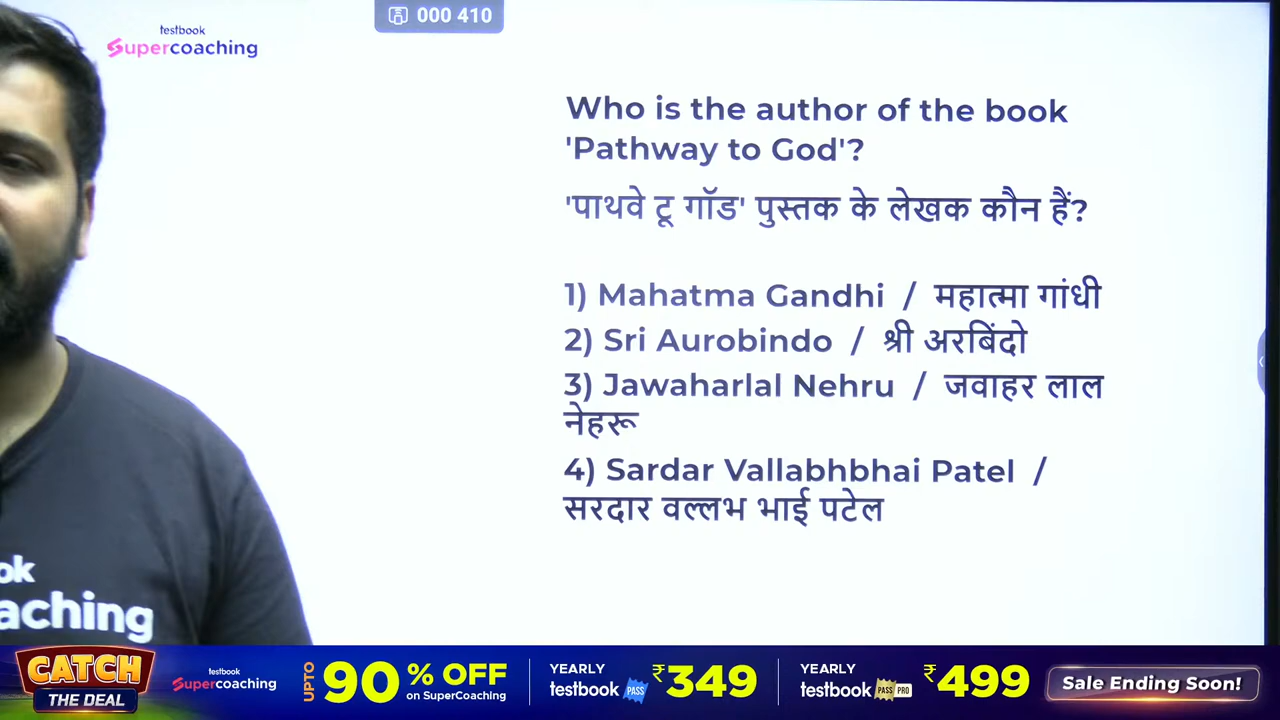 testbook
Supercoaching
000 410
Who is the author of the book
'Pathway to God'?
'पाथवे टू गॉड' पुस्तक के लेखक कौन हैं?
1) Mahatma Gandhi / महात्मा गांधी
2) Sri Aurobindo / श्री अरबिंदो
3) Jawaharlal Nehru / जवाहर लाल
नेहरू
4) Sardar Vallabhbhai Patel /
सरदार वल्लभ भाई पटेल
ok
aching
CATCH
THE DEAL
testbook
Supercoaching
UPTO
90% OFF
on SuperCoaching
YEARLY
testbook PASS
₹349
YEARLY
testbook PASS PRO
₹499
Sale Ending Soon!